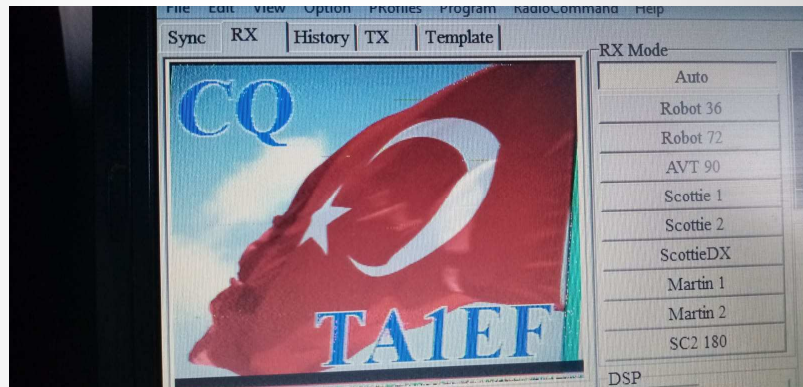 File Edit View Option PRofiles Program RadioCommand Help
Sync RX History TX Template
RX Mode
Auto
Robot 36
Robot 72
AVT 90
Scottie 1
Scottie 2
ScottieDX
Martin 1
Martin 2
SC2 180
DSP
CQ
TA1EF